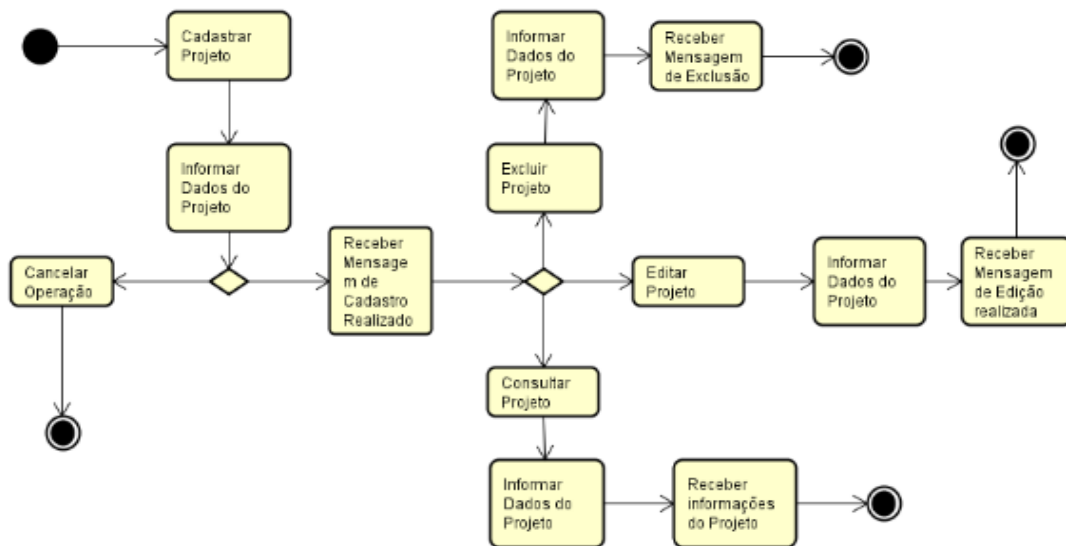 Cadastrar
Projeto
Informar
Dados do
Projeto
Cancelar
Operação
Receber
Mensage
m de
Cadastro
Realizado
Informar
Dados do
Projeto
Receber
Mensagem
de Exclusão
Excluir
Projeto
Editar
Projeto
Informar
Dados do
Projeto
Receber
Mensagem
de Edição
realizada
Consultar
Projeto
Informar
Dados do
Projeto
Receber
informações
do Projeto